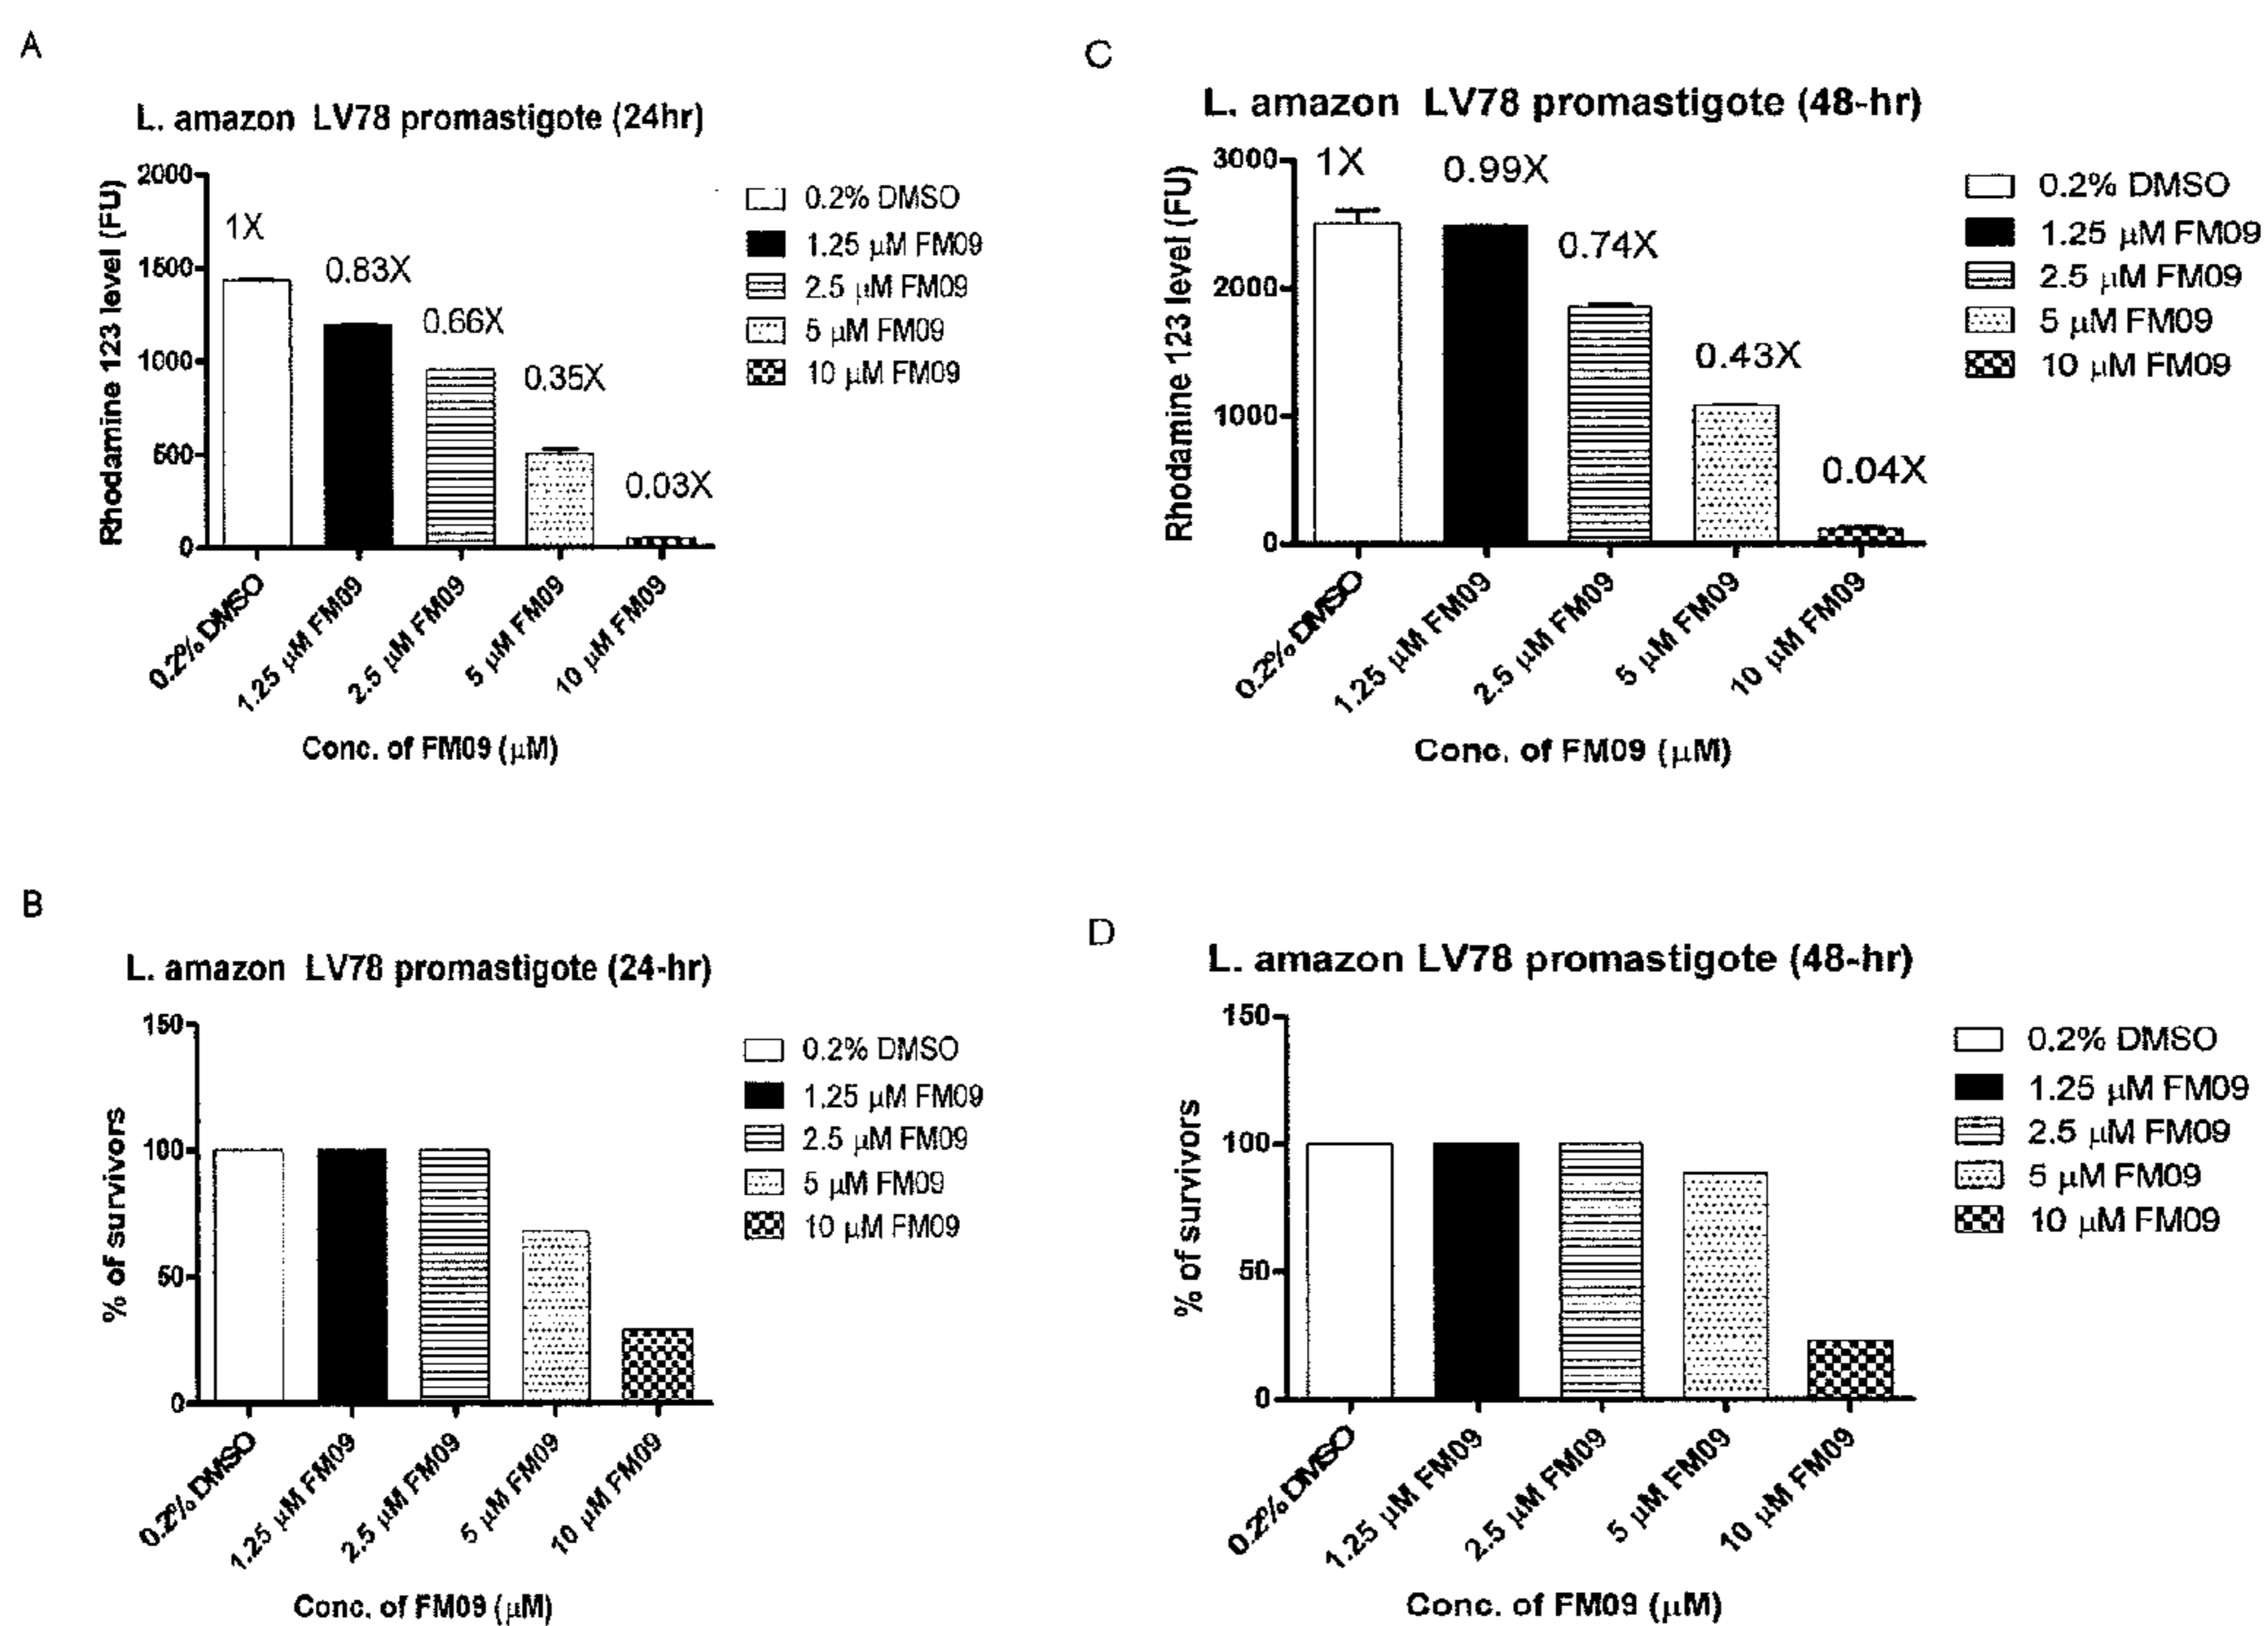 A
L. amazon LV78 promastigote (24hr)
Rhodamine 123 level (FU)
2000
1500
1000
500
0
1X
0.83X
0.66X
0.35X
0.03X
0.2% DMSO
1.25 µM FM09
2.5 µM FM09
5 µM FM09
10 µM FM09
0.2% DMSO
1.25 µM FM09
2.5 µM FM09
5 µM FM09
10 µM FM09
Conc. of FM09 (µM)
C
L. amazon LV78 promastigote (48-hr)
Rhodamine 123 level (FU)
3000
2000
1000
0
1X
0.99X
0.74X
0.43X
0.04X
0.2% DMSO
1.25 µM FM09
2.5 µM FM09
5 µM FM09
10 µM FM09
0.2% DMSO
1.25 µM FM09
2.5 µM FM09
5 µM FM09
10 µM FM09
Conc. of FM09 (µM)
B
L. amazon LV78 promastigote (24-hr)
% of survivors
150
100
50
0
0.2% DMSO
1.25 µM FM09
2.5 µM FM09
5 µM FM09
10 µM FM09
0.2% DMSO
1.25 µM FM09
2.5 µM FM09
5 µM FM09
10 µM FM09
Conc. of FM09 (µM)
D
L. amazon LV78 promastigote (48-hr)
% of survivors
150
100
50
0
0.2% DMSO
1.25 µM FM09
2.5 µM FM09
5 µM FM09
10 µM FM09
0.2% DMSO
1.25 µM FM09
2.5 µM FM09
5 µM FM09
10 µM FM09
Conc. of FM09 (µM)